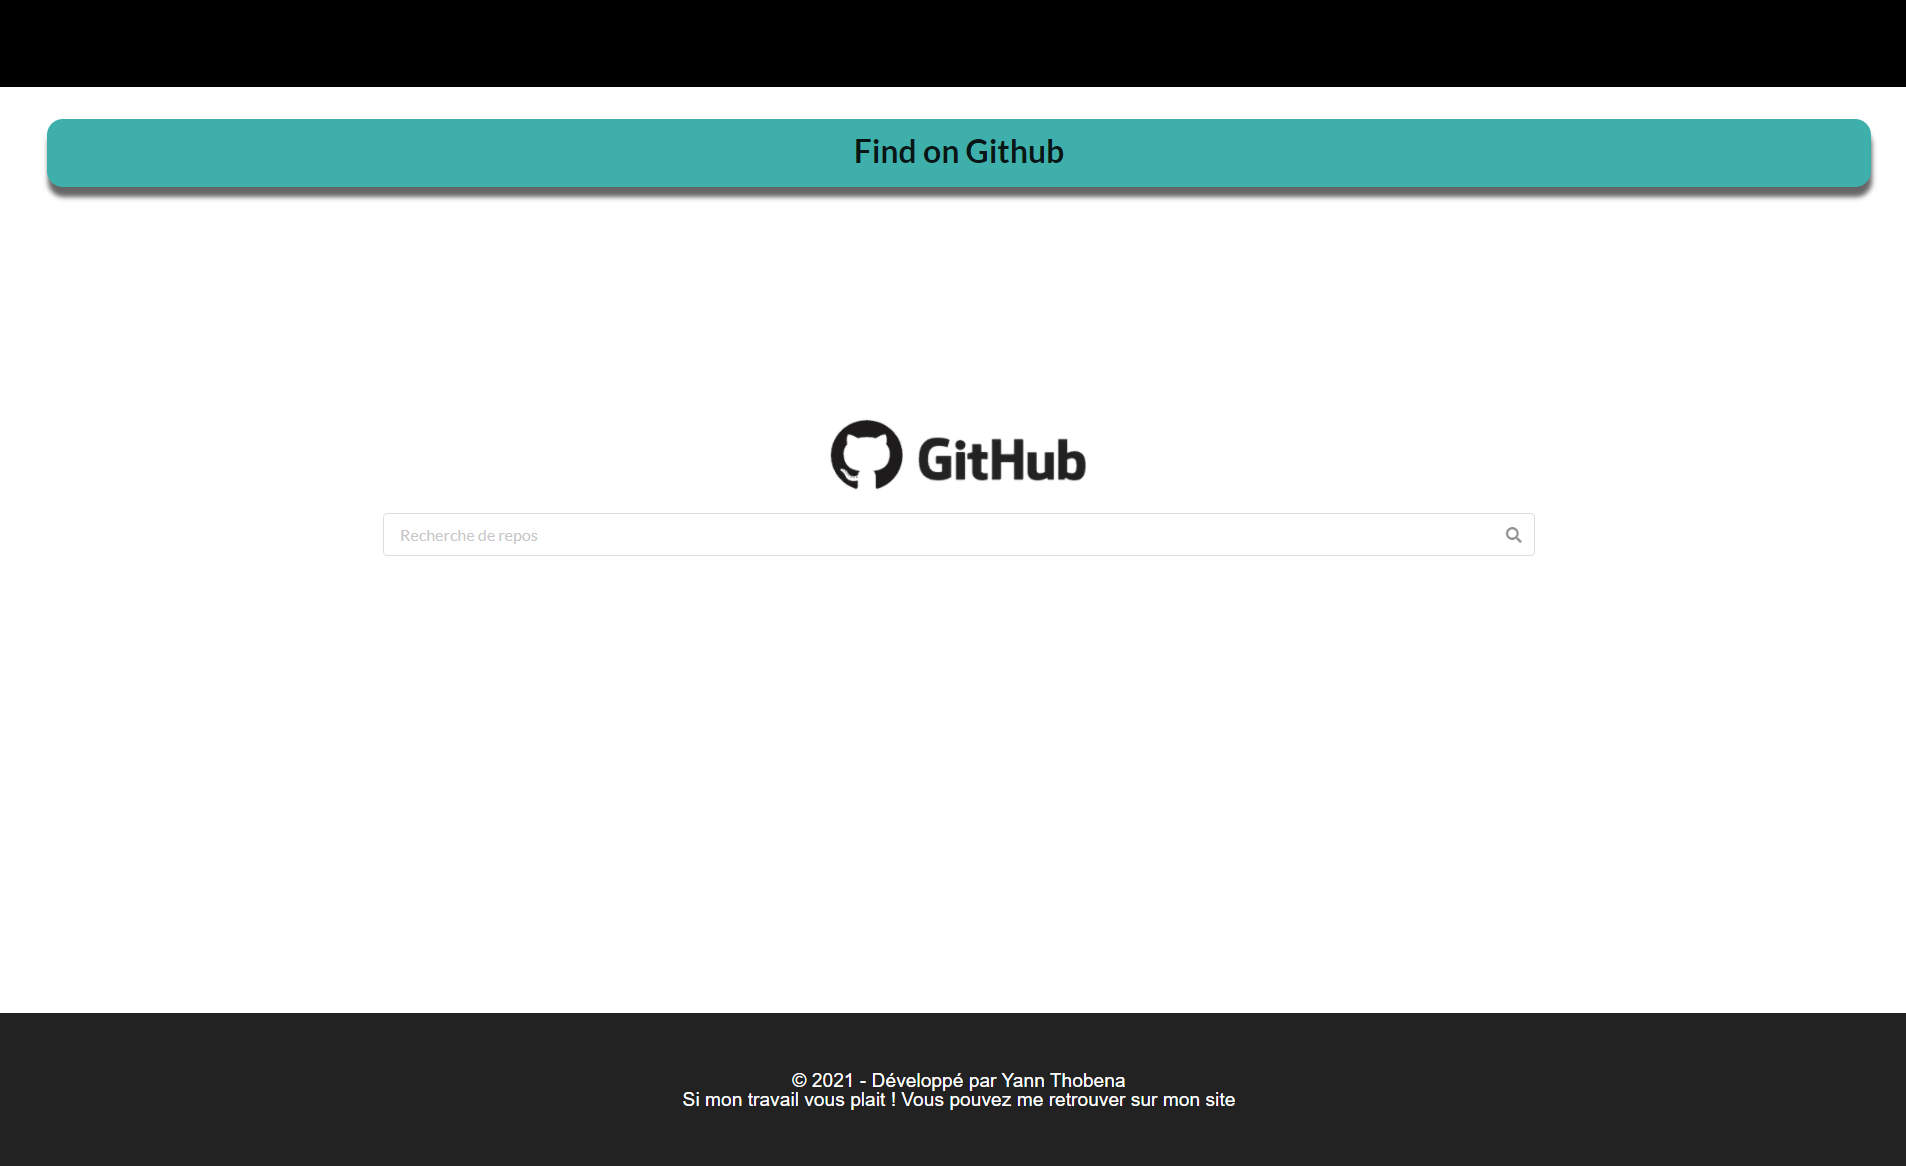 Find on Github
GitHub
Recherche de repos
© 2021 - Développé par Yann Thobena
Si mon travail vous plait ! Vous pouvez me retrouver sur mon site